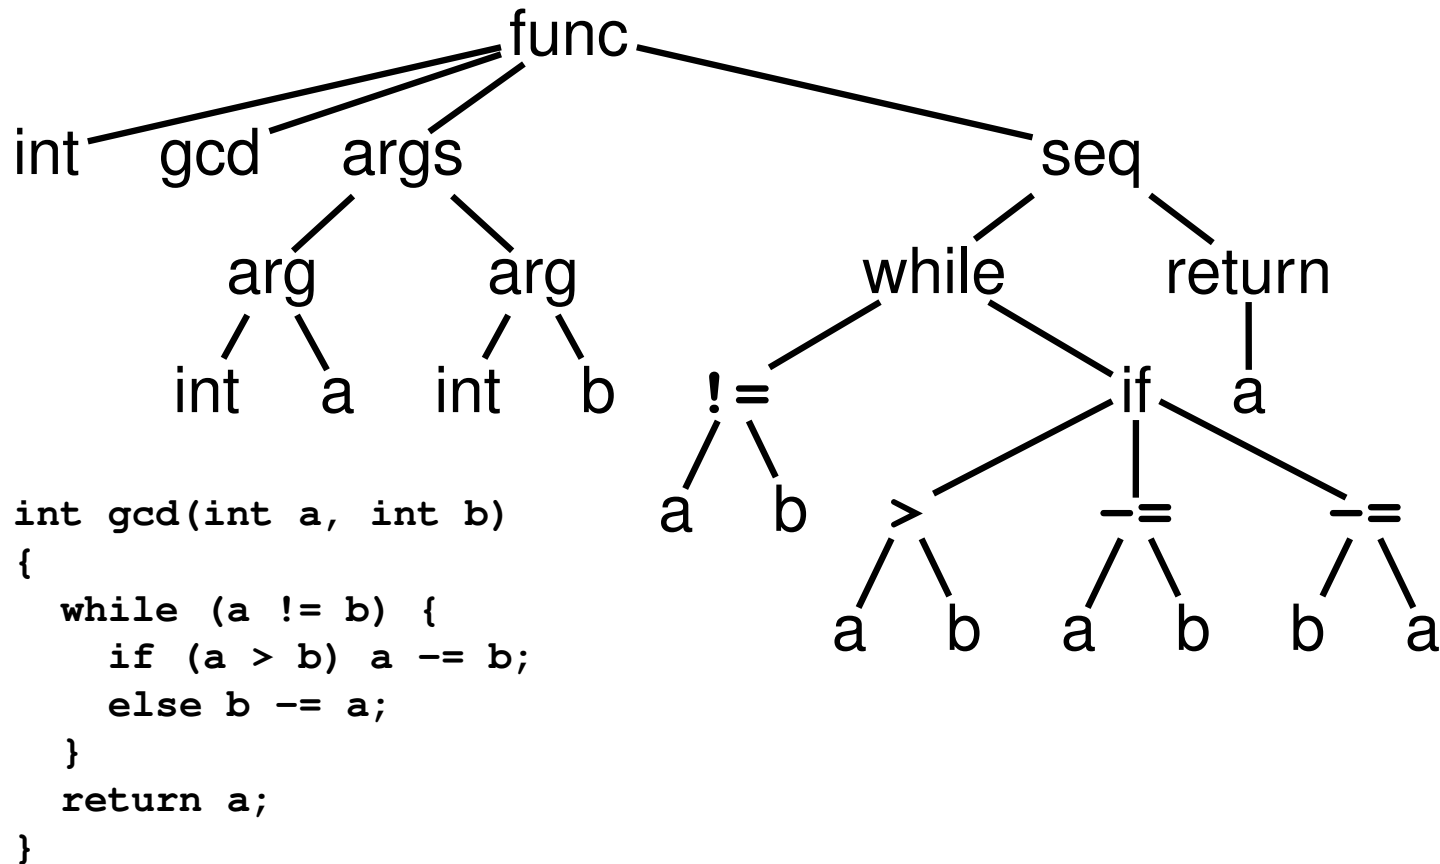 func
int gcd args seq
arg arg while return
int a int b != if a
a b > -= -=
a b a b b a
int gcd(int a, int b)
{
  while (a != b) {
    if (a > b) a -= b;
    else b -= a;
  }
  return a;
}